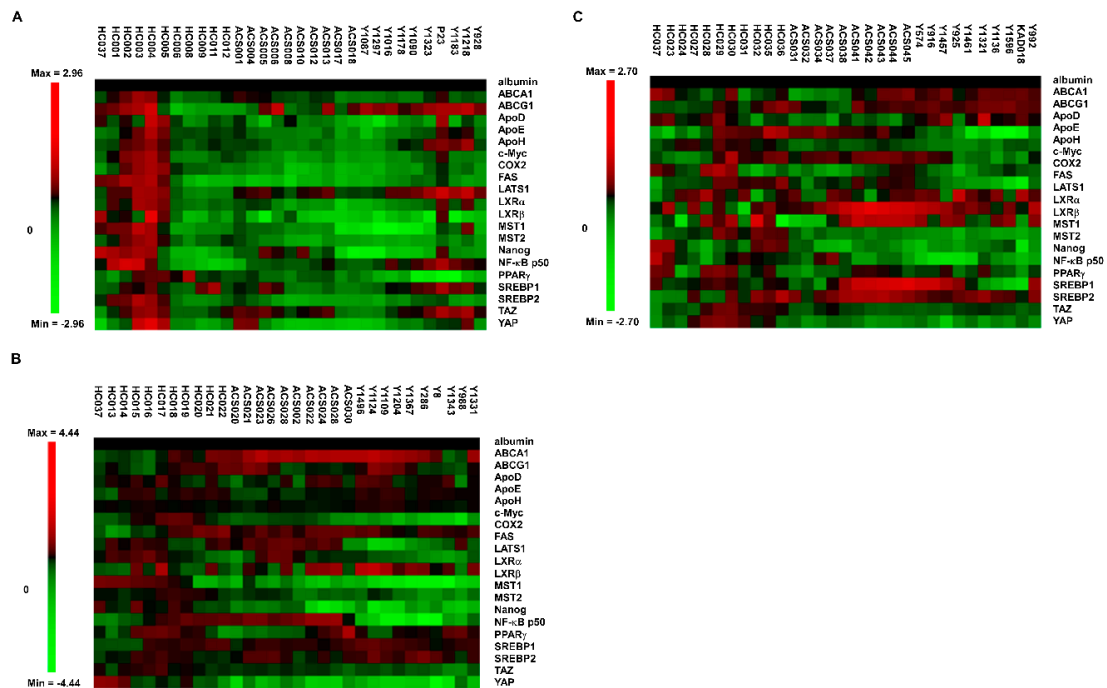 A
HC037 HC001 HC002 HC003 HC004 HC005 HC006 HC008 HC009 HC011 HC012 ACS001 ACS004 ACS005 ACS006 ACS008 ACS010 ACS012 ACS013 ACS017 ACS018 Y1087 Y1297 Y1016 Y1178 Y1090 Y1323 P23 Y1183 Y1218 Y928
Max = 2.96
0
Min = -2.96
albumin
ABCA1
ABCG1
ApoD
ApoE
ApoH
c-Myc
COX2
FAS
LATS1
LXRα
LXRβ
MST1
MST2
Nanog
NF-κB p50
PPARγ
SREBP1
SREBP2
TAZ
YAP
C
HC037 HC023 HC024 HC027 HC028 HC029 HC030 HC031 HC032 HC035 HC036 ACS031 ACS032 ACS034 ACS037 ACS038 ACS041 ACS042 ACS043 ACS044 ACS045 Y574 Y916 Y1457 Y925 Y1461 Y1321 Y1136 Y1596 KAD018 Y992
Max = 2.70
0
Min = -2.70
albumin
ABCA1
ABCG1
ApoD
ApoE
ApoH
c-Myc
COX2
FAS
LATS1
LXRα
LXRβ
MST1
MST2
Nanog
NF-κB p50
PPARγ
SREBP1
SREBP2
TAZ
YAP
B
HC037 HC013 HC014 HC015 HC016 HC017 HC018 HC019 HC020 HC021 HC022 ACS020 ACS021 ACS023 ACS026 ACS028 ACS002 ACS022 ACS024 ACS028 ACS030 Y1496 Y1124 Y1109 Y1204 Y1367 Y286 Y8 Y1343 Y988 Y1331
Max = 4.44
0
Min = -4.44
albumin
ABCA1
ABCG1
ApoD
ApoE
ApoH
c-Myc
COX2
FAS
LATS1
LXRα
LXRβ
MST1
MST2
Nanog
NF-κB p50
PPARγ
SREBP1
SREBP2
TAZ
YAP